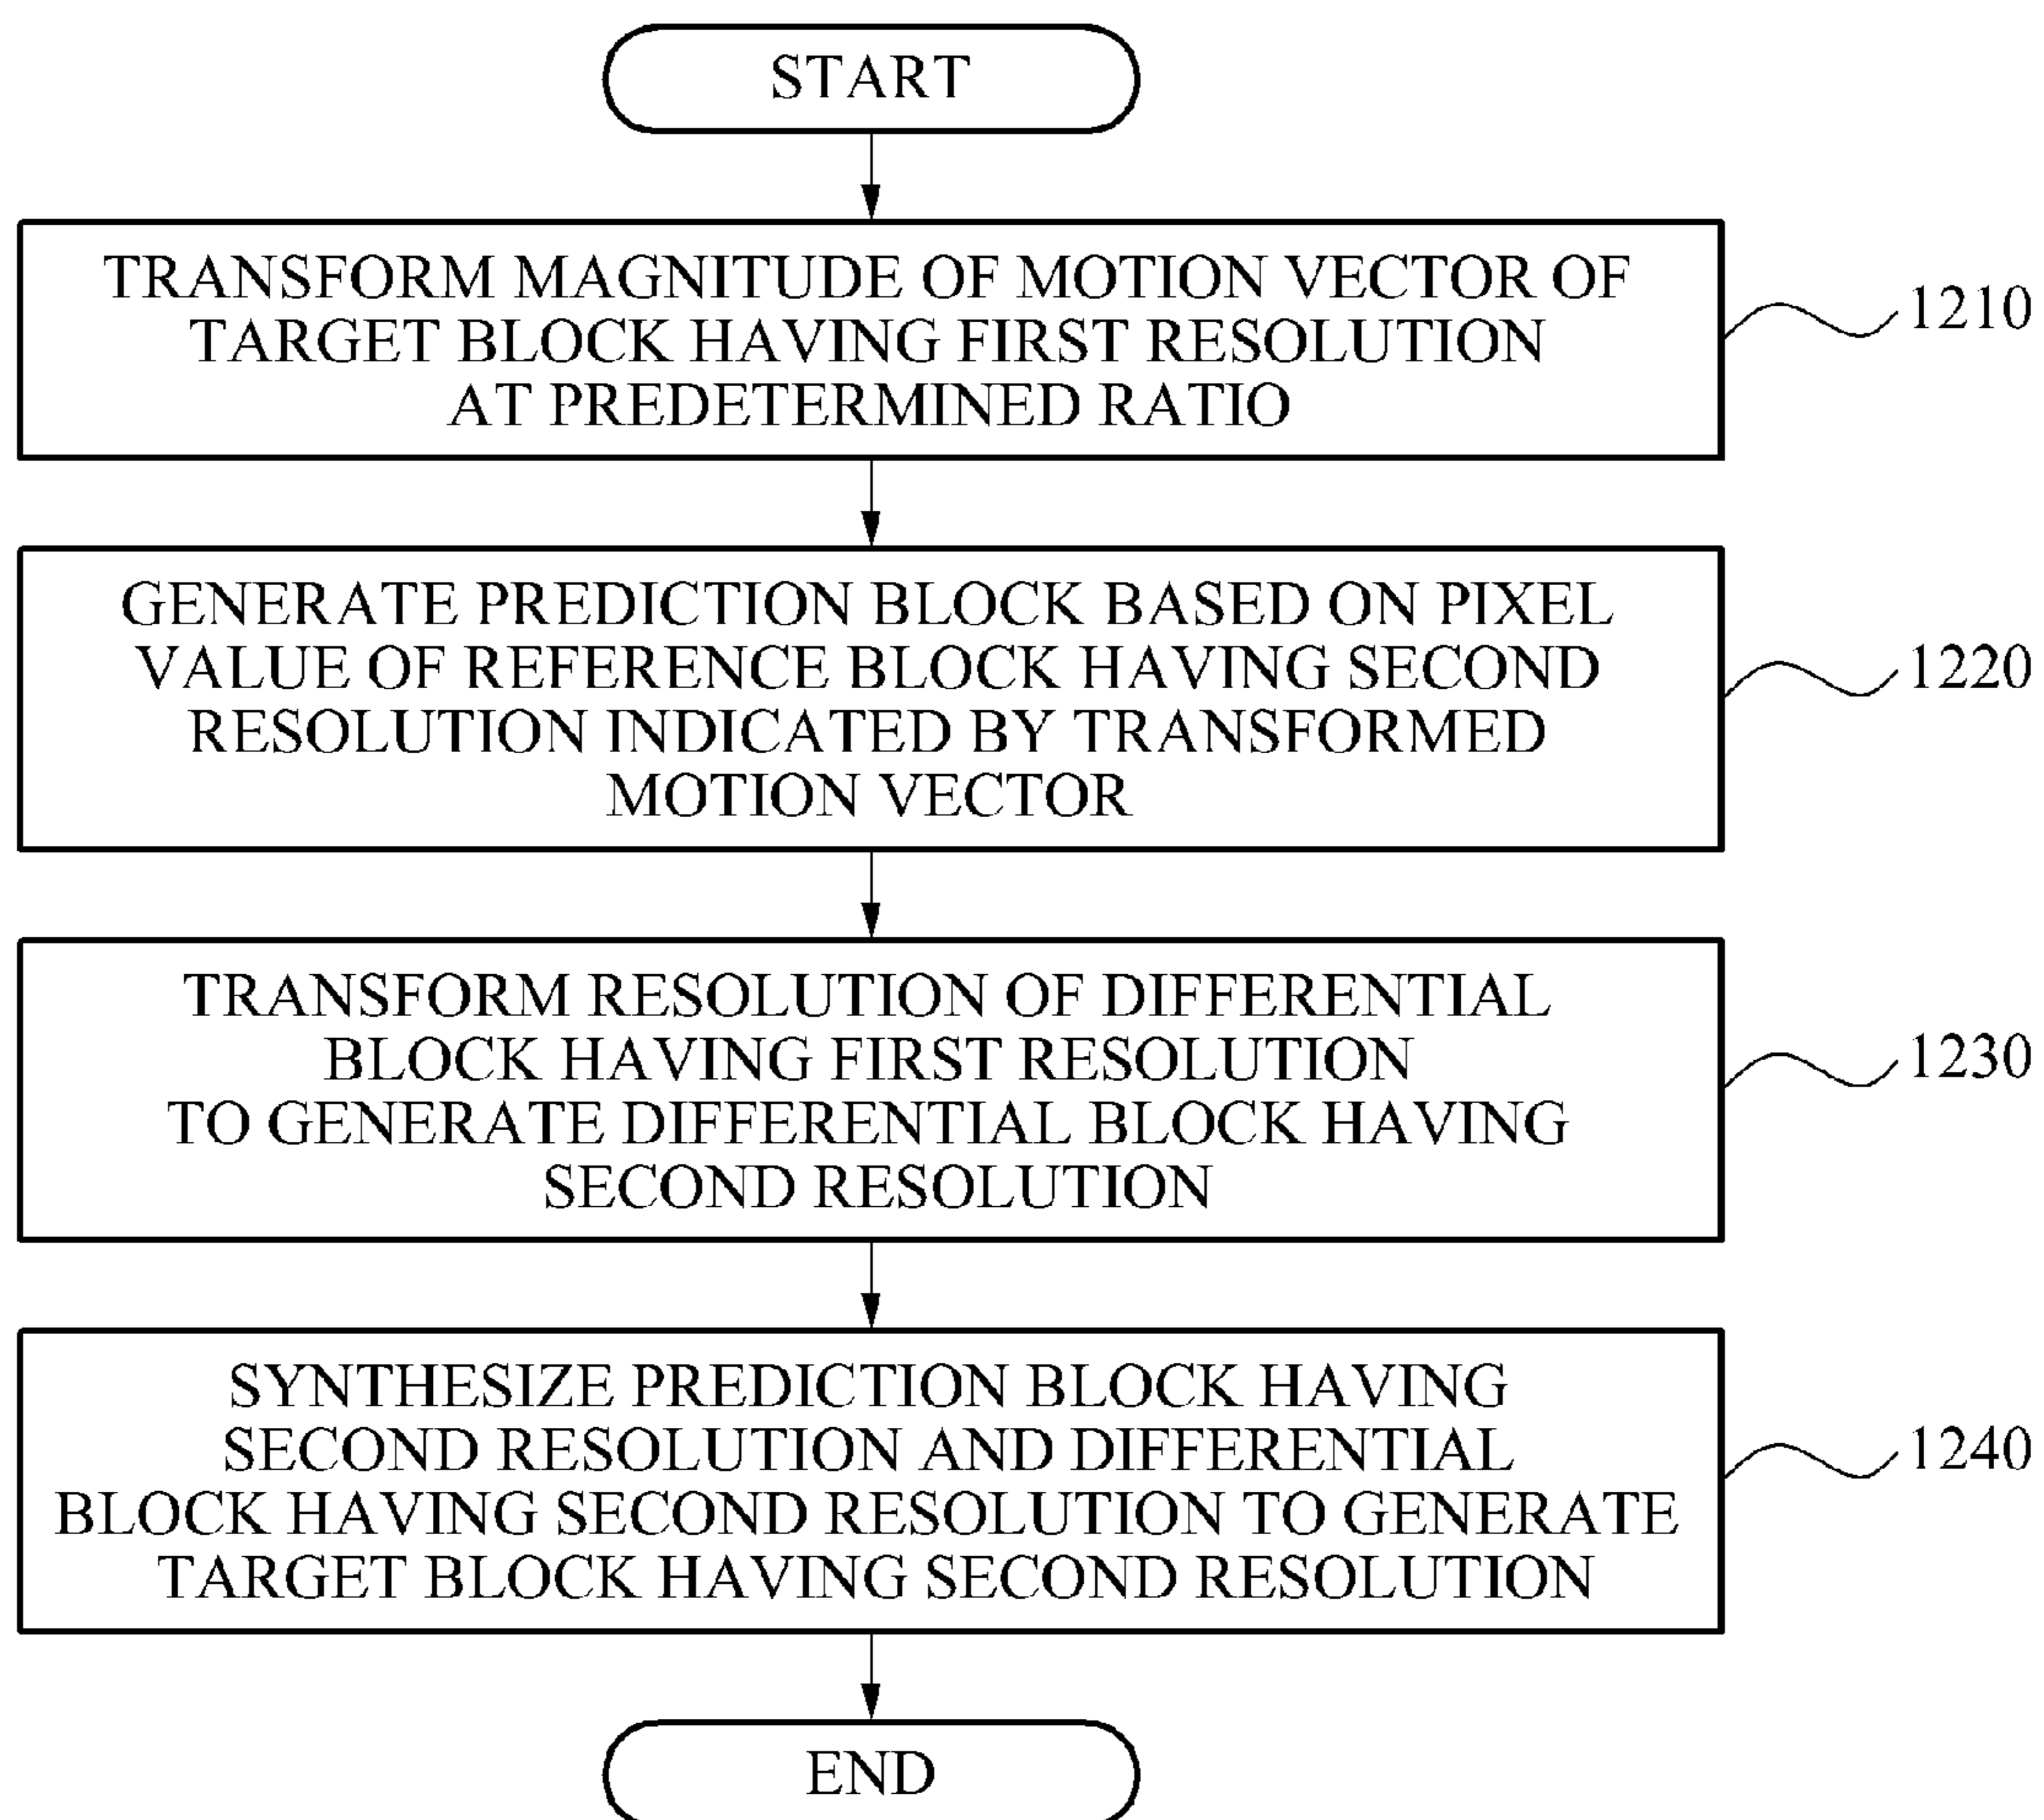 START
TRANSFORM MAGNITUDE OF MOTION VECTOR OF
TARGET BLOCK HAVING FIRST RESOLUTION
AT PREDETERMINED RATIO
1210
GENERATE PREDICTION BLOCK BASED ON PIXEL
VALUE OF REFERENCE BLOCK HAVING SECOND
RESOLUTION INDICATED BY TRANSFORMED
MOTION VECTOR
1220
TRANSFORM RESOLUTION OF DIFFERENTIAL
BLOCK HAVING FIRST RESOLUTION
TO GENERATE DIFFERENTIAL BLOCK HAVING
SECOND RESOLUTION
1230
SYNTHESIZE PREDICTION BLOCK HAVING
SECOND RESOLUTION AND DIFFERENTIAL
BLOCK HAVING SECOND RESOLUTION TO GENERATE
TARGET BLOCK HAVING SECOND RESOLUTION
1240
END